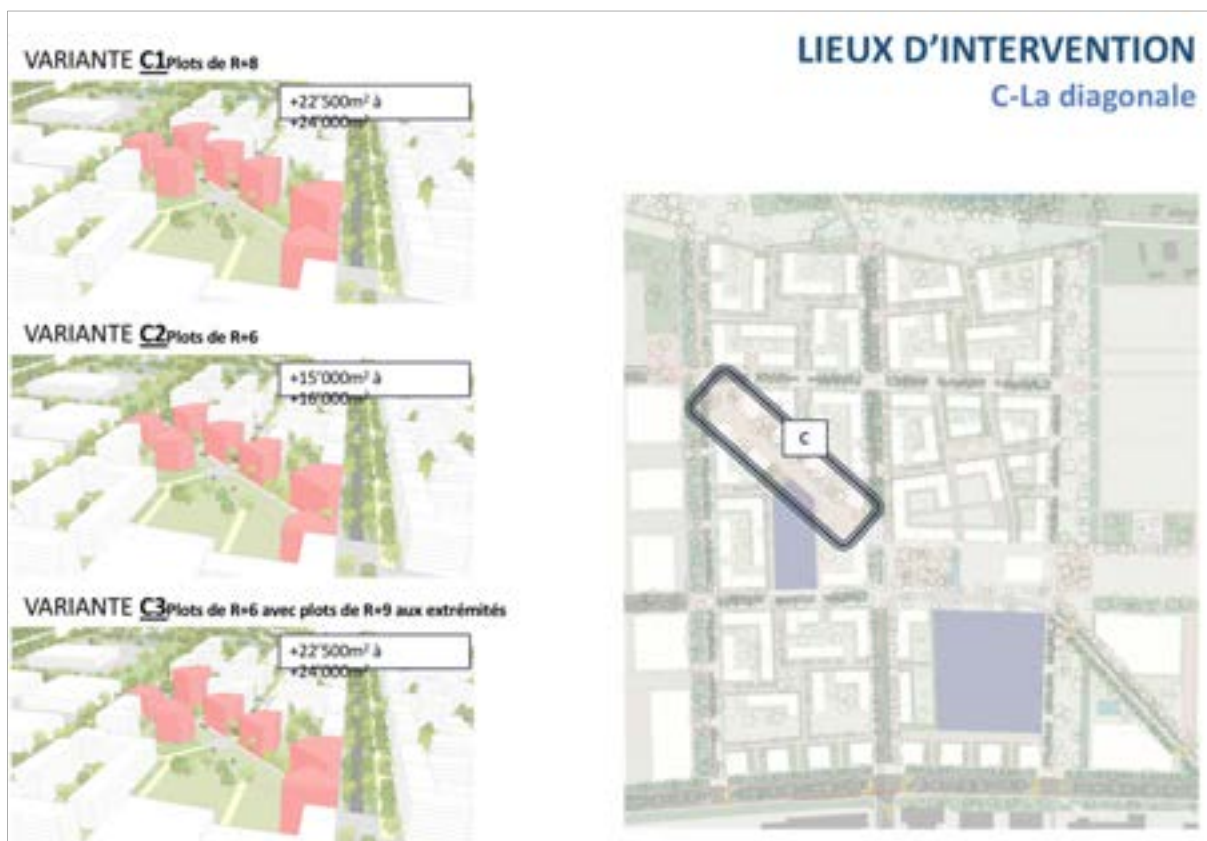 LIEUX D’INTERVENTION
C-La diagonale
VARIANTE C1Plots de R+8
+22’500m² à
+24’000m²
VARIANTE C2Plots de R+6
+15’000m² à
+16’000m²
VARIANTE C3Plots de R+6 avec plots de R+9 aux extrémités
+22’500m² à
+24’000m²
C